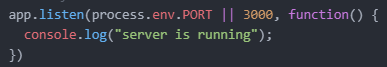 app.listen(process.env.PORT || 3000, function() {
  console.log("server is running");
})